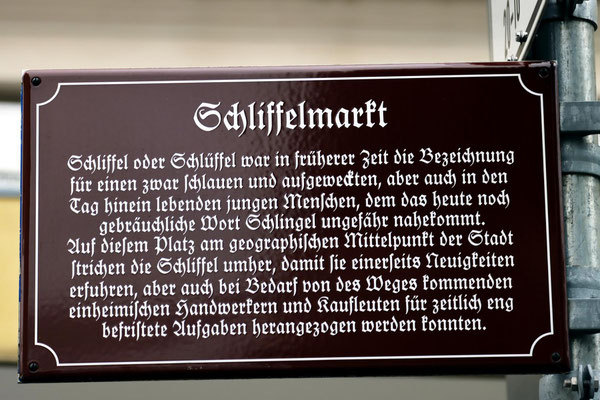 Schliffelmarkt
Schliffel oder Schlüffel war in früherer Zeit die Bezeichnung
für einen zwar schlauen und aufgeweckten, aber auch in den
Tag hinein lebenden jungen Menschen, dem das heute noch
gebräuchliche Wort Schlingel ungefähr nahekommt.
Auf diesem Platz am geographischen Mittelpunkt der Stadt
strichen die Schliffel umher, damit sie einerseits Neuigkeiten
erfuhren, aber auch bei Bedarf von des Weges kommenden
einheimischen Handwerkern und Kaufleuten für zeitlich eng
befristete Aufgaben herangezogen werden konnten.